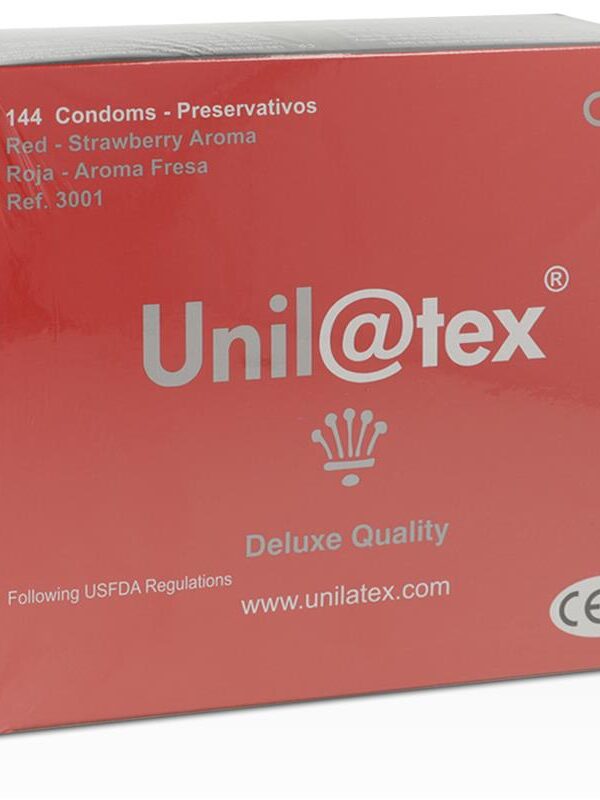 144 Condoms - Preservativos
Red - Strawberry Aroma
Roja - Aroma Fresa
Ref. 3001
Unil@tex®
Deluxe Quality
Following USFDA Regulations
www.unilatex.com
CE